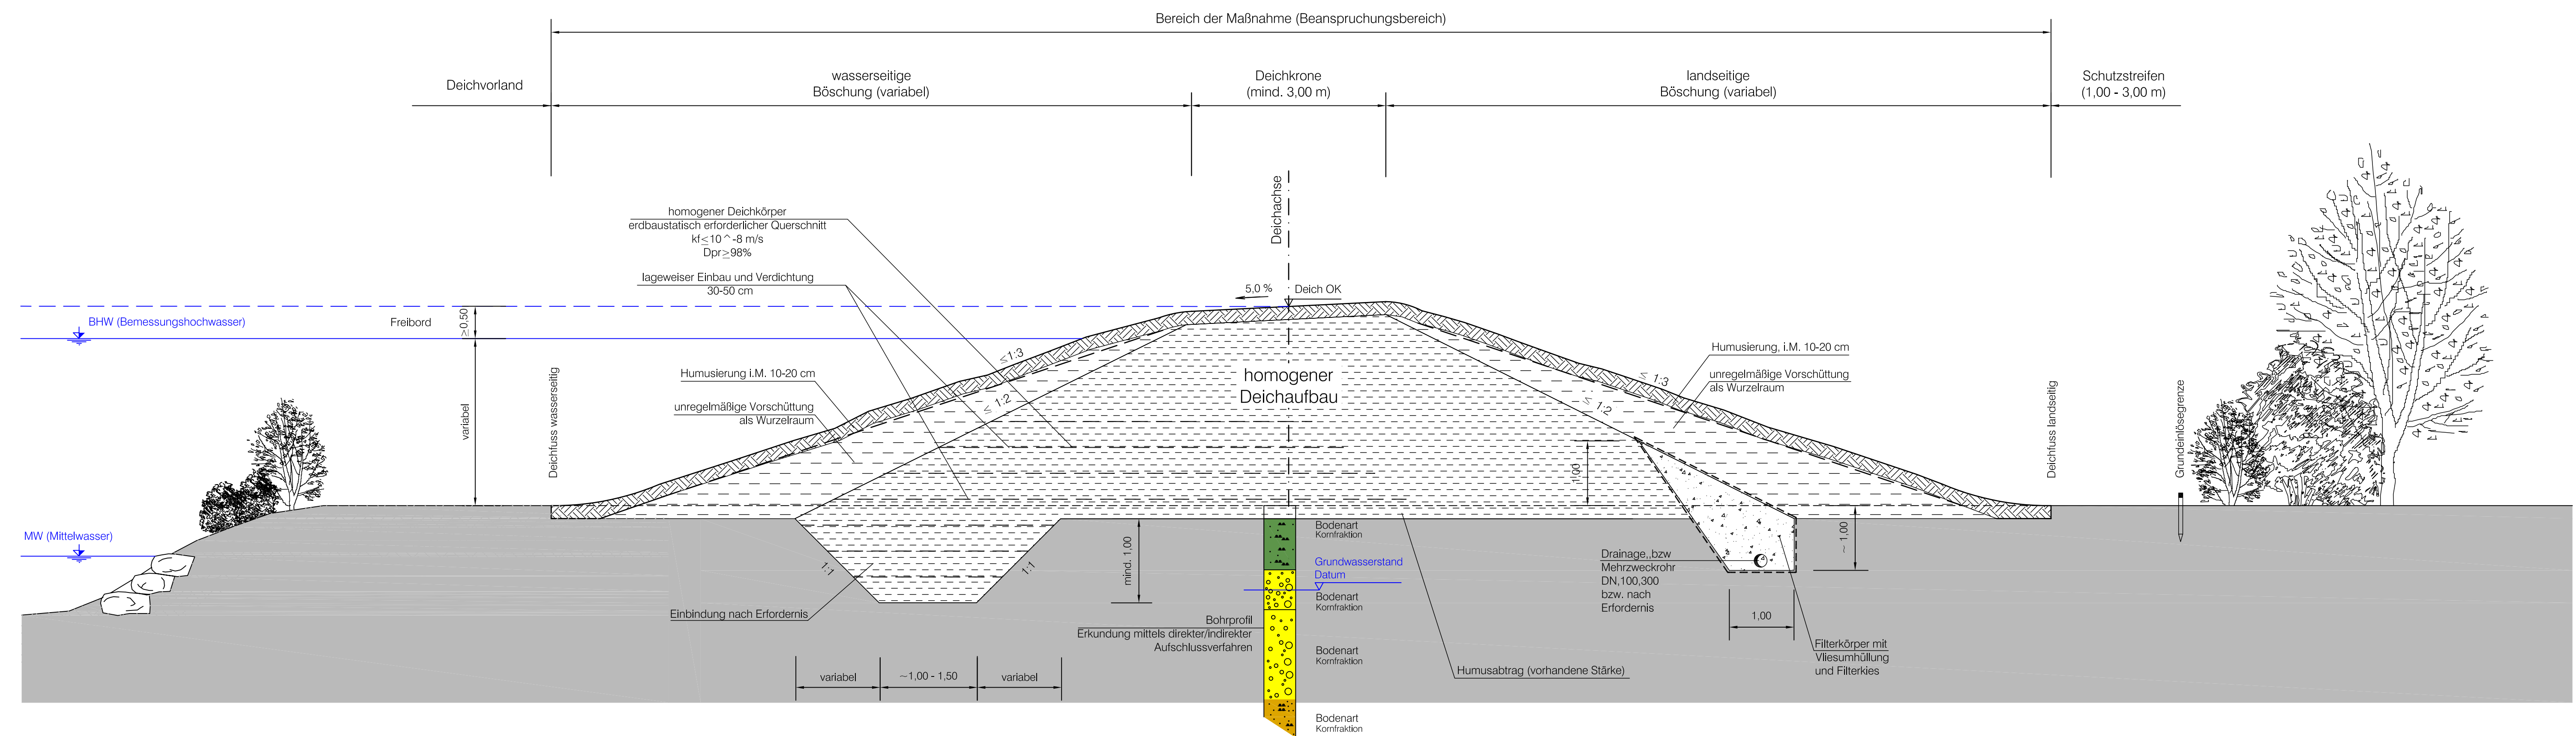 Bereich der Maßnahme (Beanspruchungsbereich)
Deichvorland
wasserseitige
Böschung (variabel)
Deichkrone
(mind. 3,00 m)
landseitige
Böschung (variabel)
Schutzstreifen
(1,00 - 3,00 m)
Deichachse
homogener Deichkörper
erdbaustatisch erforderlicher Querschnitt
kf≤10^-8 m/s
Dpr≥98%
lageweiser Einbau und Verdichtung
30-50 cm
5,0 %
Deich OK
BHW (Bemessungshochwasser)
Freibord
≥0,50
variabel
Deichfuss wasserseitig
≤1:3
Humusierung i.M. 10-20 cm
unregelmäßige Vorschüttung
als Wurzelraum
≤ 1:2
homogener
Deichaufbau
≤ 1:2
≤ 1:3
Humusierung, i.M. 10-20 cm
unregelmäßige Vorschüttung
als Wurzelraum
Deichfuss landseitig
Grundeinlösegrenze
1,00
MW (Mittelwasser)
1:1
1:1
mind. 1,00
Einbindung nach Erfordernis
variabel
~1,00 - 1,50
variabel
Bodenart
Kornfraktion
Grundwasserstand
Datum
Bodenart
Kornfraktion
Bohrprofil
Erkundung mittels direkter/indirekter
Aufschlussverfahren
Bodenart
Kornfraktion
Bodenart
Kornfraktion
Humusabtrag (vorhandene Stärke)
Drainage,,bzw
Mehrzweckrohr
DN,100,300
bzw. nach
Erfordernis
~ 1,00
1,00
Filterkörper mit
Vliesumhüllung
und Filterkies